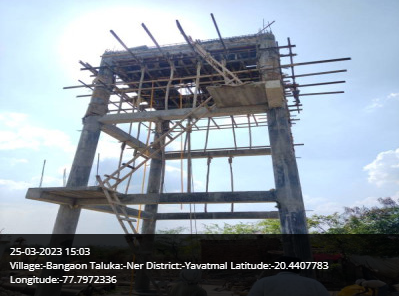 25-03-2023 15:03
Village:-Bangaon Taluka:-Ner District:-Yavatmal Latitude:-20.4407783
Longitude:-77.7972336